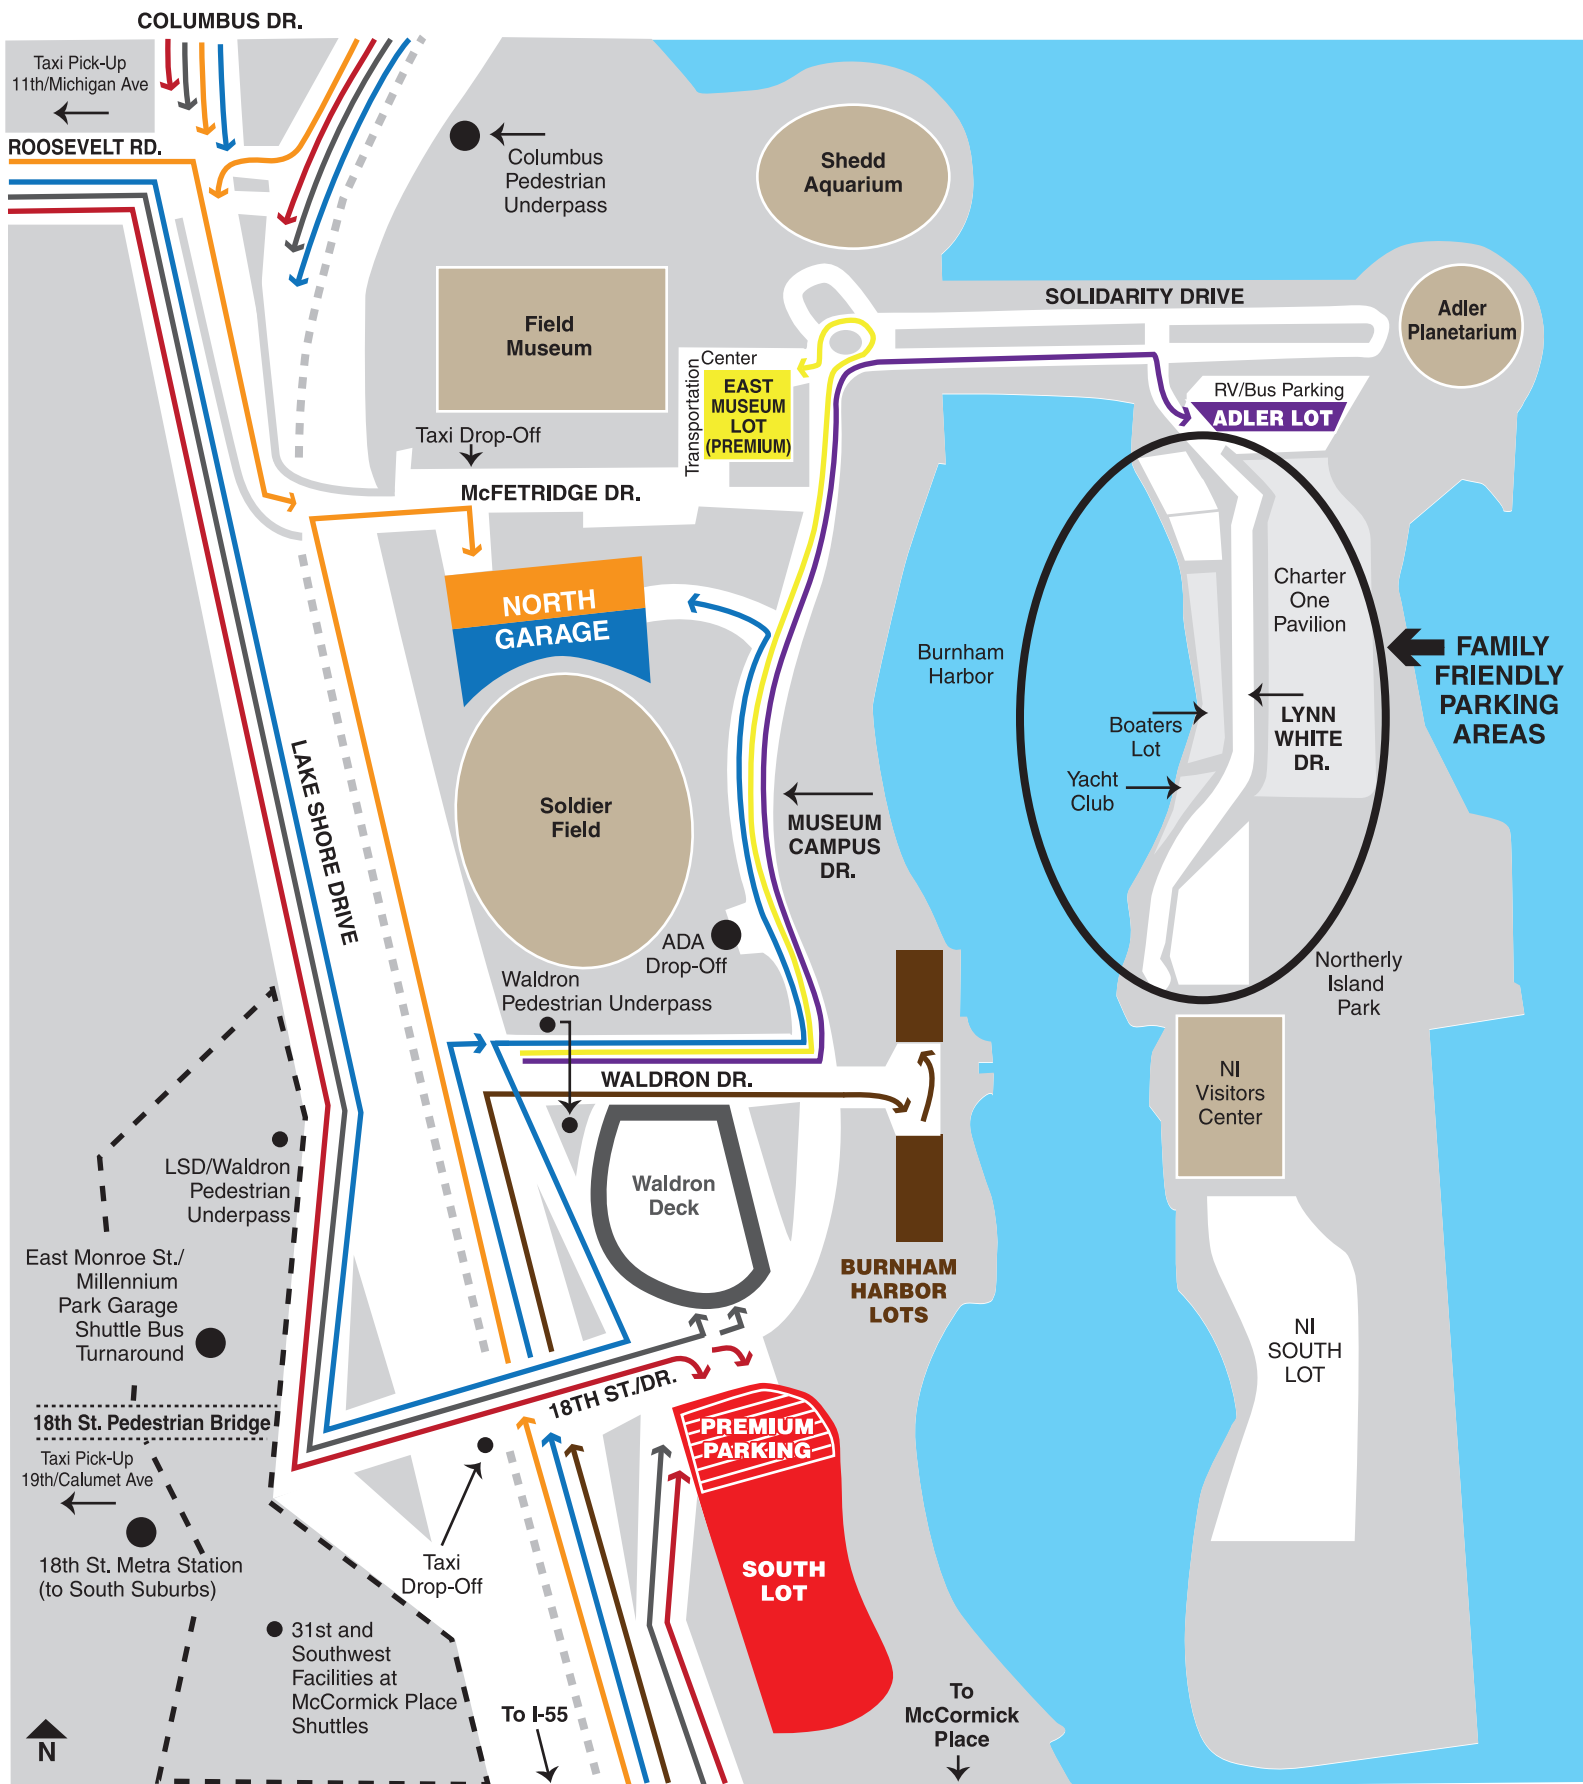 COLUMBUS DR.
Taxi Pick-Up
11th/Michigan Ave
ROOSEVELT RD.
Columbus
Pedestrian
Underpass
Shedd
Aquarium
SOLIDARITY DRIVE
Adler
Planetarium
Field
Museum
Transportation
Center
EAST
MUSEUM
LOT
(PREMIUM)
RV/Bus Parking
ADLER LOT
Taxi Drop-Off
McFETRIDGE DR.
NORTH
GARAGE
Charter
One
Pavilion
Burnham
Harbor
FAMILY
FRIENDLY
PARKING
AREAS
Boaters
Lot
LYNN
WHITE
DR.
Yacht
Club
LAKE SHORE DRIVE
Soldier
Field
MUSEUM
CAMPUS
DR.
ADA
Drop-Off
Waldron
Pedestrian Underpass
Northerly
Island
Park
WALDRON DR.
NI
Visitors
Center
LSD/Waldron
Pedestrian
Underpass
Waldron
Deck
East Monroe St./
Millennium
Park Garage
Shuttle Bus
Turnaround
BURNHAM
HARBOR
LOTS
NI
SOUTH
LOT
18TH ST./DR.
18th St. Pedestrian Bridge
PREMIUM
PARKING
Taxi Pick-Up
19th/Calumet Ave
18th St. Metra Station
(to South Suburbs)
Taxi
Drop-Off
SOUTH
LOT
31st and
Southwest
Facilities at
McCormick Place
Shuttles
To I-55
To
McCormick
Place
N